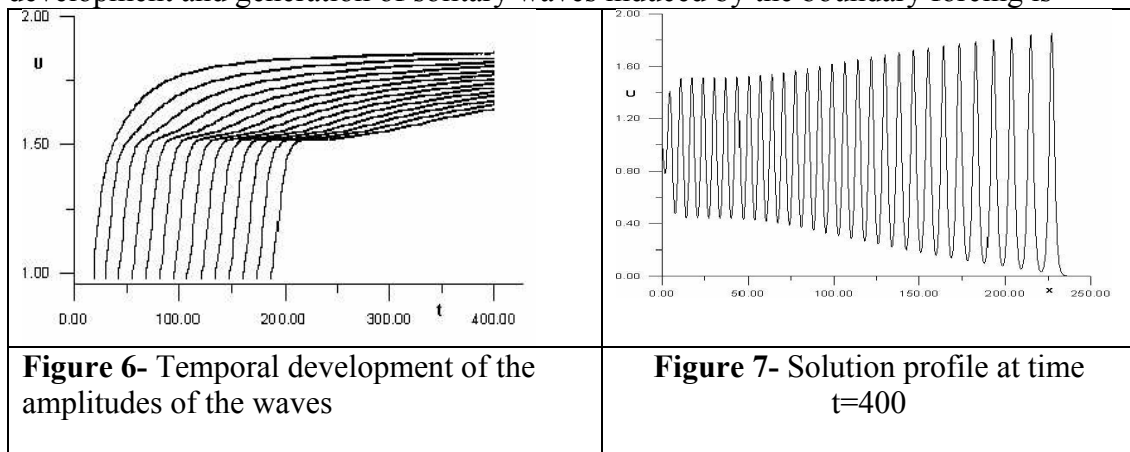 development and generation of solitary waves induced by the boundary forcing is
2.00
U
1.50
1.00
0.00 100.00 200.00 300.00 t 400.00
2.00
1.60
U
1.20
0.80
0.40
0.00
0.00 50.00 100.00 150.00 200.00 x 250.00
Figure 6- Temporal development of the
amplitudes of the waves
Figure 7- Solution profile at time
t=400